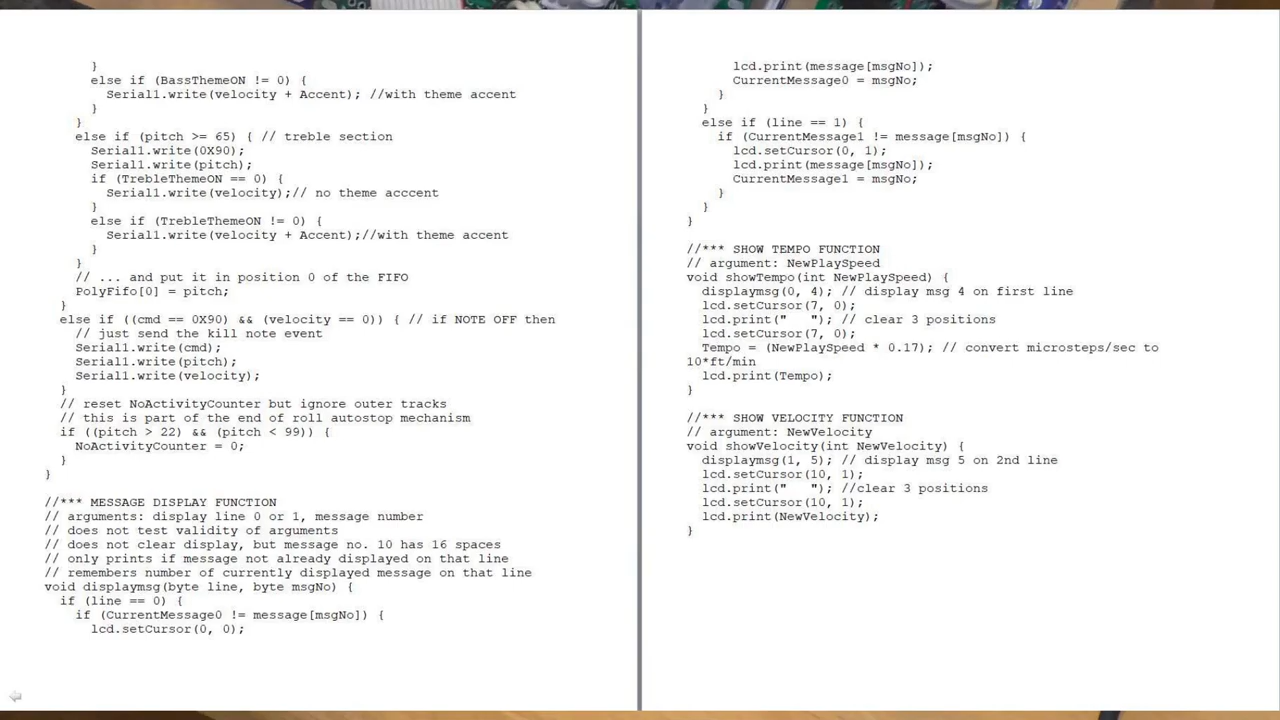 }
else if (BassThemeON != 0) {
Serial1.write(velocity + Accent); //with theme accent
}
}
else if (pitch >= 65) { // treble section
Serial1.write(0X90);
Serial1.write(pitch);
if (TrebleThemeON == 0) {
Serial1.write(velocity);// no theme acccent
}
else if (TrebleThemeON != 0) {
Serial1.write(velocity + Accent);//with theme accent
}
}
// ... and put it in position 0 of the FIFO
PolyFifo[0] = pitch;
}
else if ((cmd == 0X90) && (velocity == 0)) { // if NOTE OFF then
// just send the kill note event
Serial1.write(cmd);
Serial1.write(pitch);
Serial1.write(velocity);
}
// reset NoActivityCounter but ignore outer tracks
// this is part of the end of roll autostop mechanism
if ((pitch > 22) && (pitch < 99)) {
NoActivityCounter = 0;
}
}
//*** MESSAGE DISPLAY FUNCTION
// arguments: display line 0 or 1, message number
// does not test validity of arguments
// does not clear display, but message no. 10 has 16 spaces
// only prints if message not already displayed on that line
// remembers number of currently displayed message on that line
void displaymsg(byte line, byte msgNo) {
if (line == 0) {
if (CurrentMessage0 != message[msgNo]) {
lcd.setCursor(0, 0);
lcd.print(message[msgNo]);
CurrentMessage0 = msgNo;
}
}
else if (line == 1) {
if (CurrentMessage1 != message[msgNo]) {
lcd.setCursor(0, 1);
lcd.print(message[msgNo]);
CurrentMessage1 = msgNo;
}
}
}
//*** SHOW TEMPO FUNCTION
// argument: NewPlaySpeed
void showTempo(int NewPlaySpeed) {
displaymsg(0, 4); // display msg 4 on first line
lcd.setCursor(7, 0);
lcd.print("   "); // clear 3 positions
lcd.setCursor(7, 0);
Tempo = (NewPlaySpeed * 0.17); // convert microsteps/sec to
10*ft/min
lcd.print(Tempo);
}
//*** SHOW VELOCITY FUNCTION
// argument: NewVelocity
void showVelocity(int NewVelocity) {
displaymsg(1, 5); // display msg 5 on 2nd line
lcd.setCursor(10, 1);
lcd.print("   "); //clear 3 positions
lcd.setCursor(10, 1);
lcd.print(NewVelocity);
}